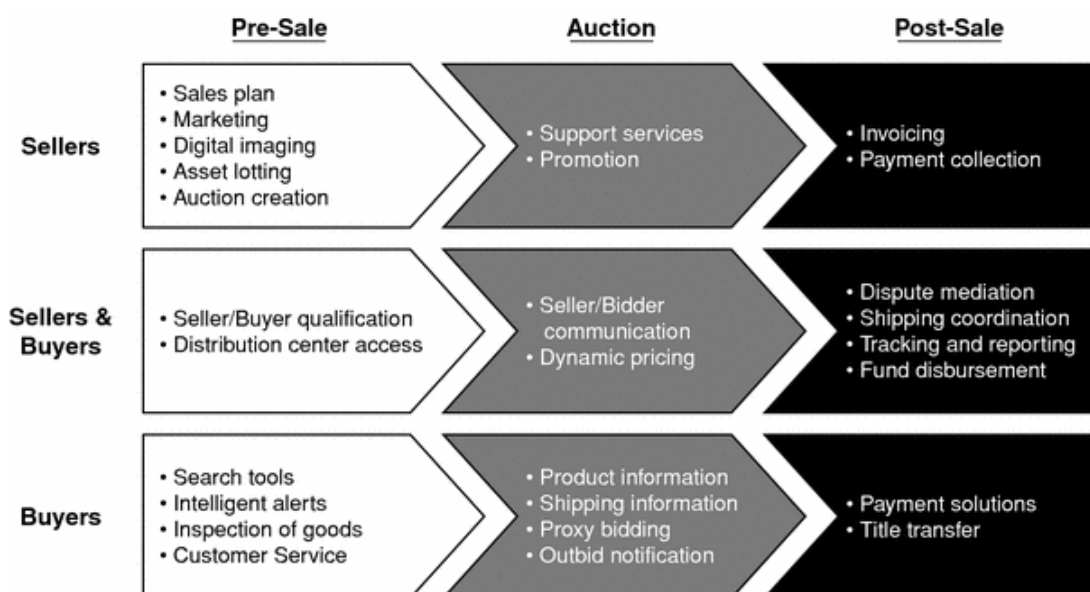 Pre-Sale
Auction
Post-Sale
Sellers
• Sales plan
• Marketing
• Digital imaging
• Asset lotting
• Auction creation
• Support services
• Promotion
• Invoicing
• Payment collection
Sellers &
Buyers
• Seller/Buyer qualification
• Distribution center access
• Seller/Bidder
communication
• Dynamic pricing
• Dispute mediation
• Shipping coordination
• Tracking and reporting
• Fund disbursement
Buyers
• Search tools
• Intelligent alerts
• Inspection of goods
• Customer Service
• Product information
• Shipping information
• Proxy bidding
• Outbid notification
• Payment solutions
• Title transfer